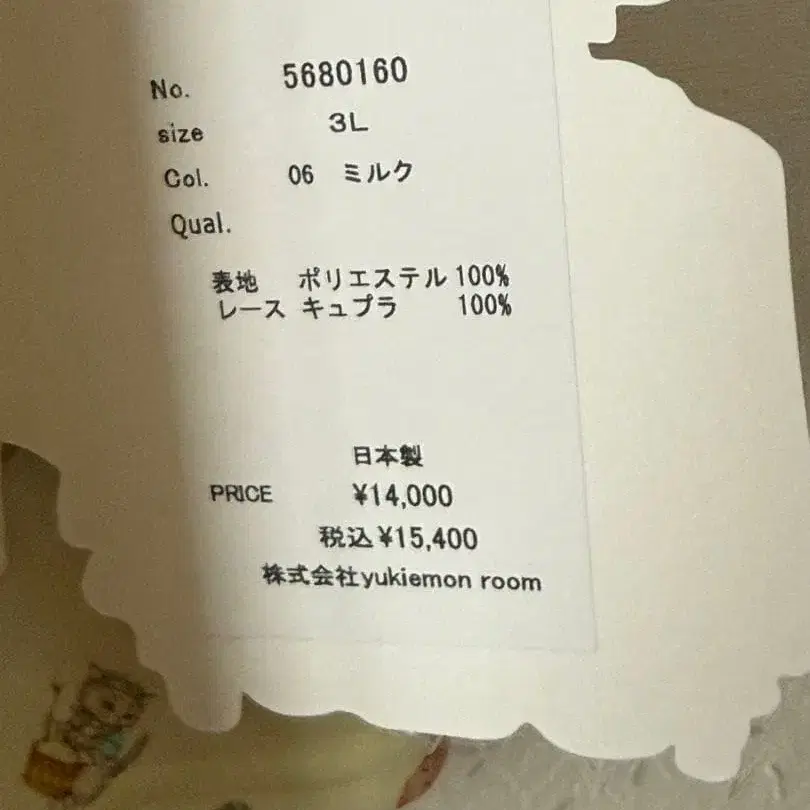 No. 5680160
size 3L
Col. 06 ミルク
Qual.
表地 ポリエステル 100%
レース キュプラ 100%
日本製
PRICE ¥14,000
税込¥15,400
株式会社yukiemon room